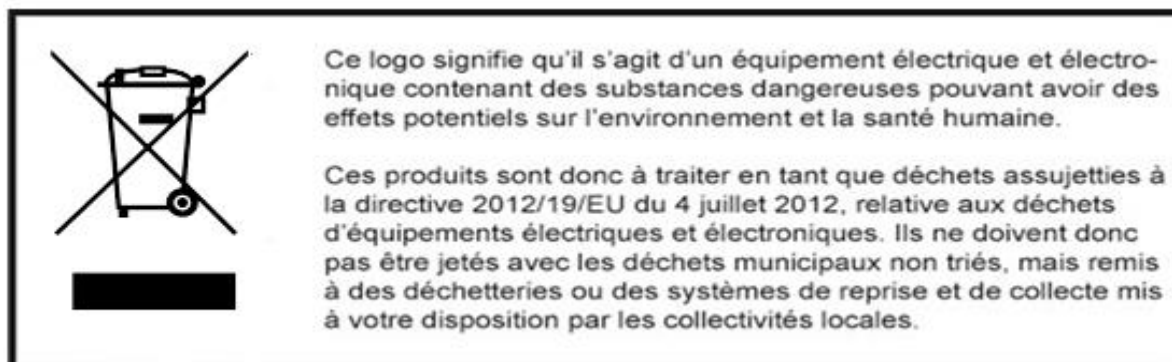 Ce logo signifie qu'il s'agit d'un équipement électrique et électro-
nique contenant des substances dangereuses pouvant avoir des
effets potentiels sur l'environnement et la santé humaine.
Ces produits sont donc à traiter en tant que déchets assujetties à
la directive 2012/19/EU du 4 juillet 2012, relative aux déchets
d'équipements électriques et électroniques. Ils ne doivent donc
pas être jetés avec les déchets municipaux non triés, mais remis
à des déchetteries ou des systèmes de reprise et de collecte mis
à votre disposition par les collectivités locales.